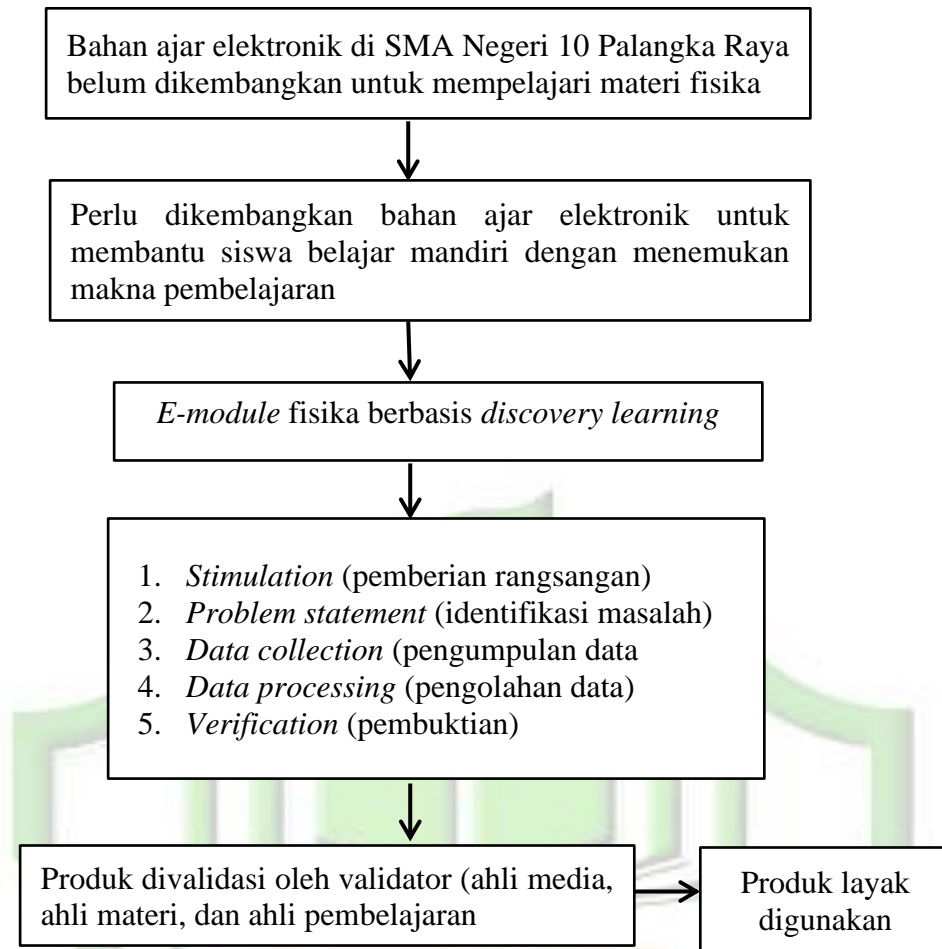 Bahan ajar elektronik di SMA Negeri 10 Palangka Raya
belum dikembangkan untuk mempelajari materi fisika
Perlu dikembangkan bahan ajar elektronik untuk
membantu siswa belajar mandiri dengan menemukan
makna pembelajaran
E-module fisika berbasis discovery learning
1. Stimulation (pemberian rangsangan)
2. Problem statement (identifikasi masalah)
3. Data collection (pengumpulan data
4. Data processing (pengolahan data)
5. Verification (pembuktian)
Produk divalidasi oleh validator (ahli media,
ahli materi, dan ahli pembelajaran
Produk layak
digunakan